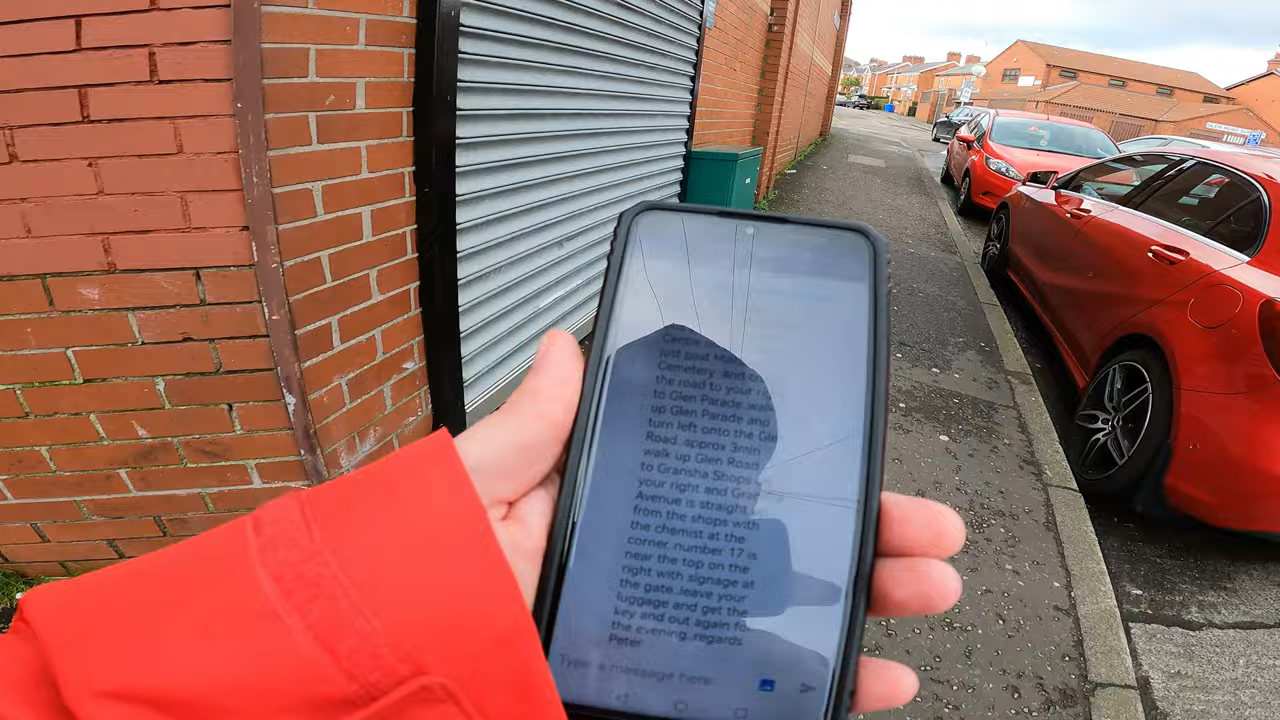 just past
Cemetery and
the road to your
to Glen Parade walk
up Glen Parade and
turn left onto the Glen
Road approx 3min
walk up Glen Road
to Gransha Shops
your right and
Avenue is straight
from the shops with
the chemist at the
corner. number 17 is
near the top on the
right with signage at
the gate..leave your
luggage and get the
key and out again for
the evening..regards
Peter
Type a message here